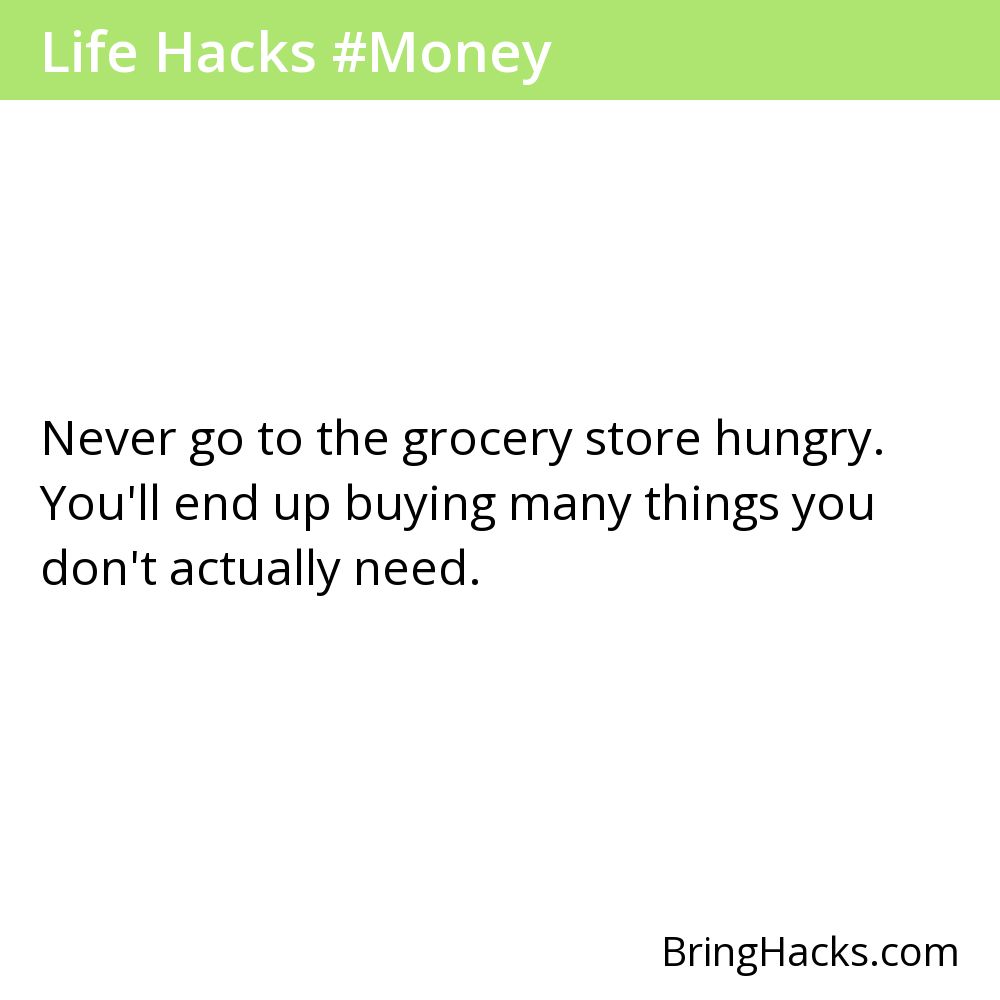 Life Hacks #Money
Never go to the grocery store hungry.
You'll end up buying many things you
don't actually need.
BringHacks.com